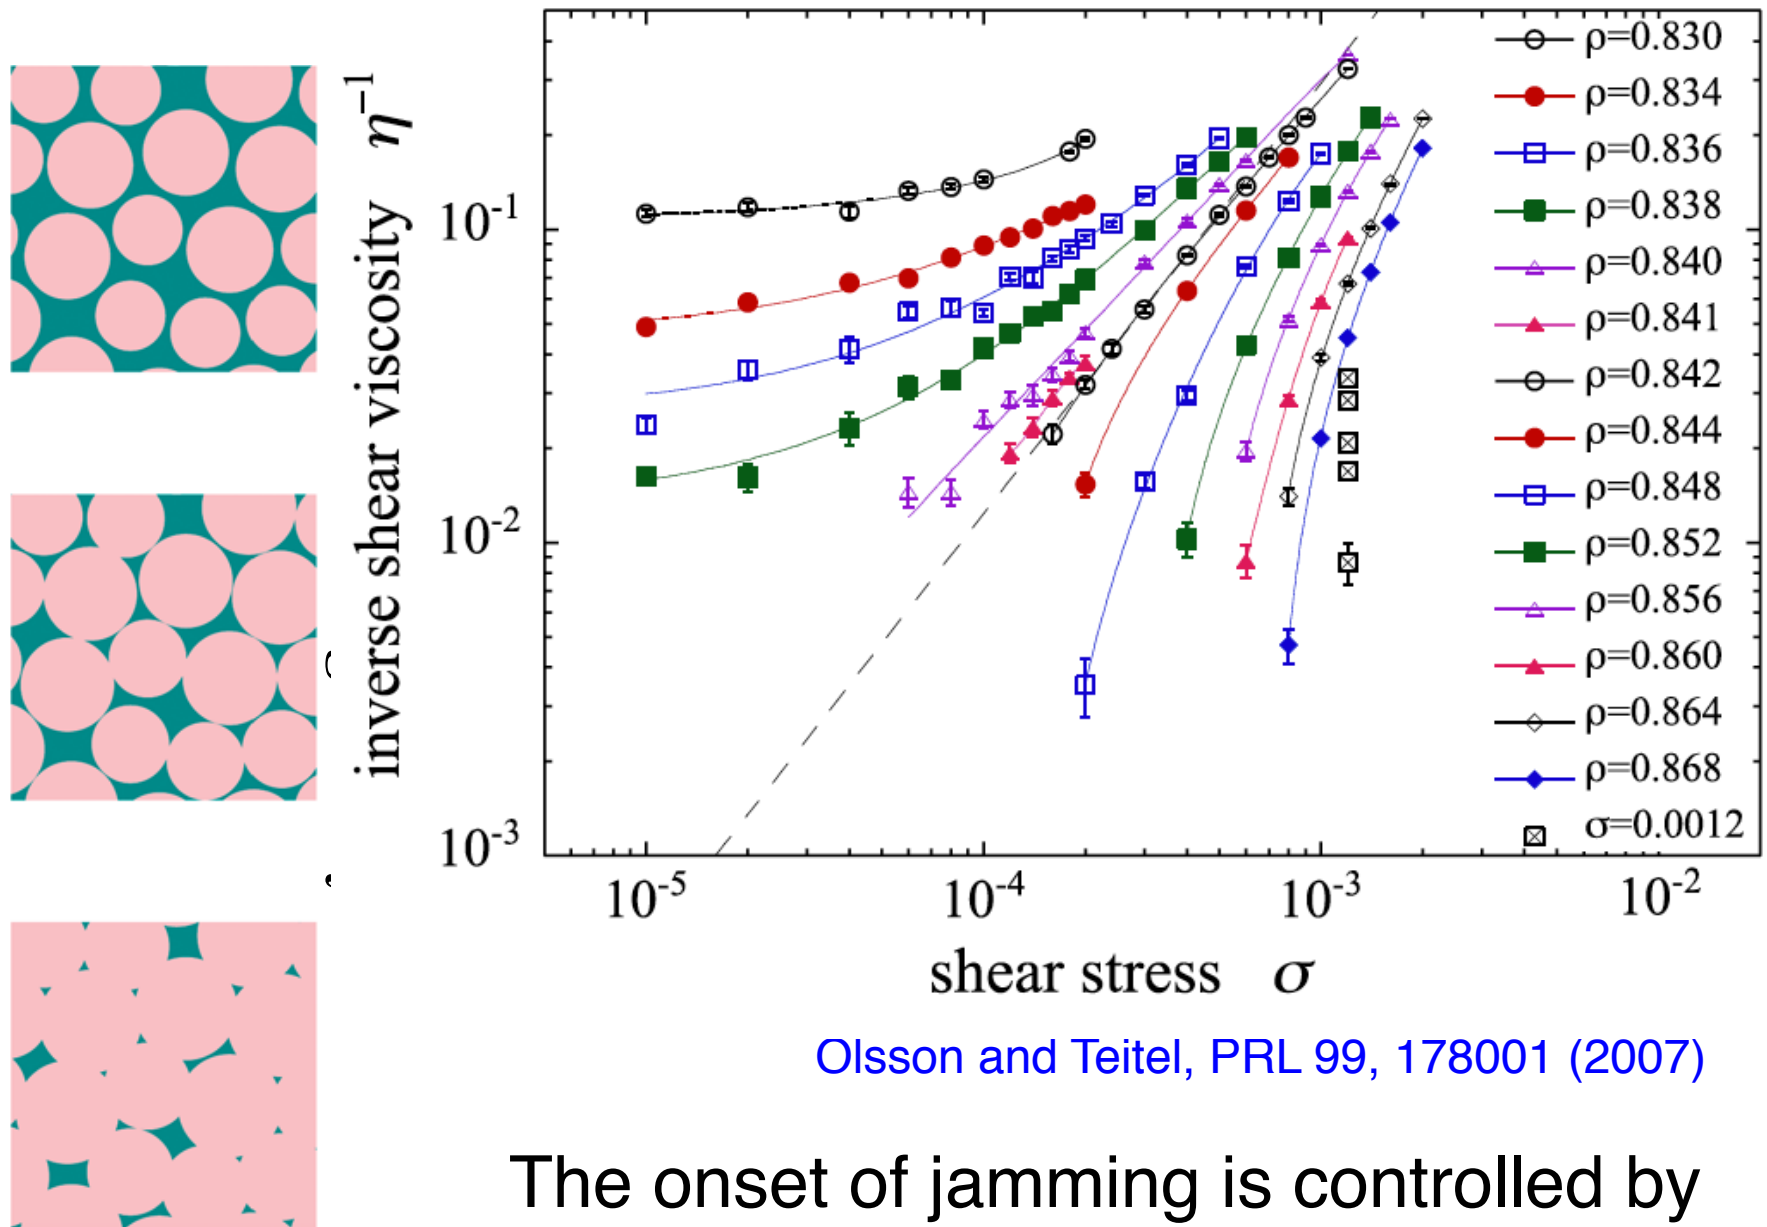 inverse shear viscosity η⁻¹
10⁻¹
10⁻²
10⁻³
10⁻⁵
10⁻⁴
10⁻³
10⁻²
shear stress σ
ρ=0.830
ρ=0.834
ρ=0.836
ρ=0.838
ρ=0.840
ρ=0.841
ρ=0.842
ρ=0.844
ρ=0.848
ρ=0.852
ρ=0.856
ρ=0.860
ρ=0.864
ρ=0.868
σ=0.0012
Olsson and Teitel, PRL 99, 178001 (2007)
The onset of jamming is controlled by